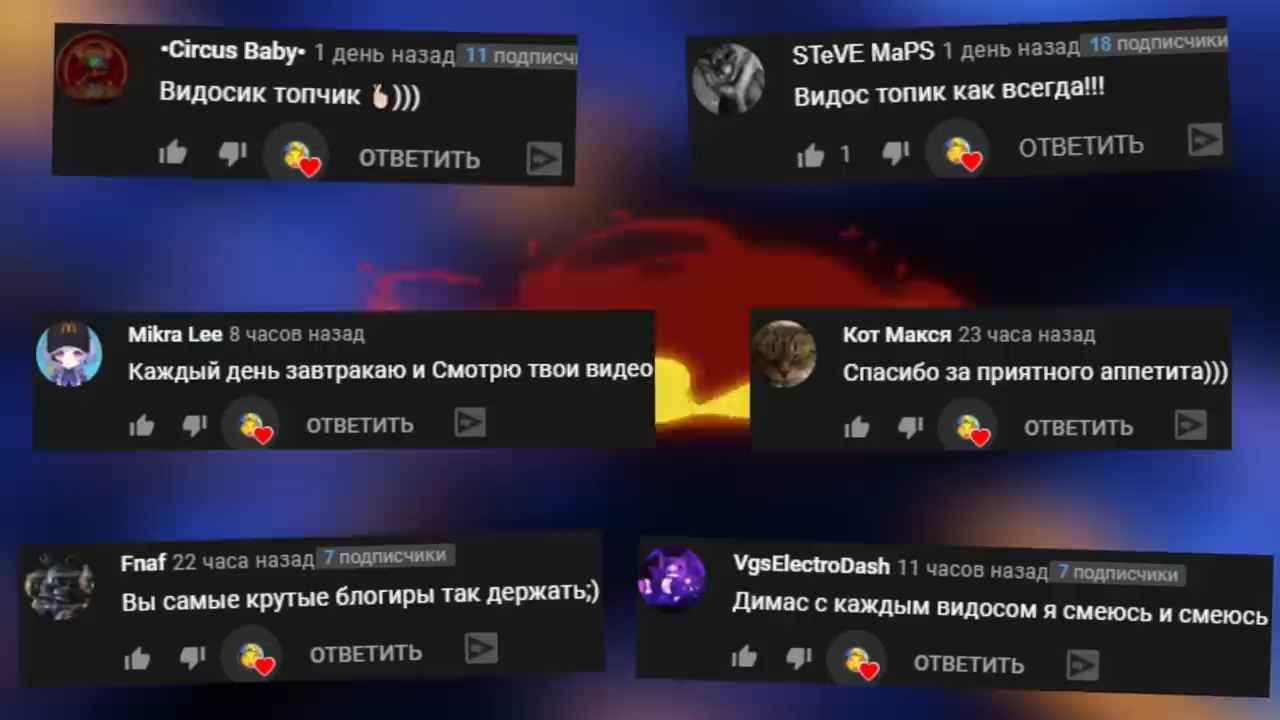 •Circus Baby• 1 день назад 11 подписчи
Видосик топчик 🤞🏻)))
ОТВЕТИТЬ
STeVE MaPS 1 день назад 18 подписчики
Видос топик как всегда!!!
1 ОТВЕТИТЬ
Mikra Lee 8 часов назад
Каждый день завтракаю и Смотрю твои видео
ОТВЕТИТЬ
Кот Макся 23 часа назад
Спасибо за приятного аппетита)))
ОТВЕТИТЬ
Fnaf 22 часа назад 7 подписчики
Вы самые крутые блогиры так держать;)
ОТВЕТИТЬ
VgsElectroDash 11 часов назад 7 подписчики
Димас с каждым видосом я смеюсь и смеюсь
ОТВЕТИТЬ